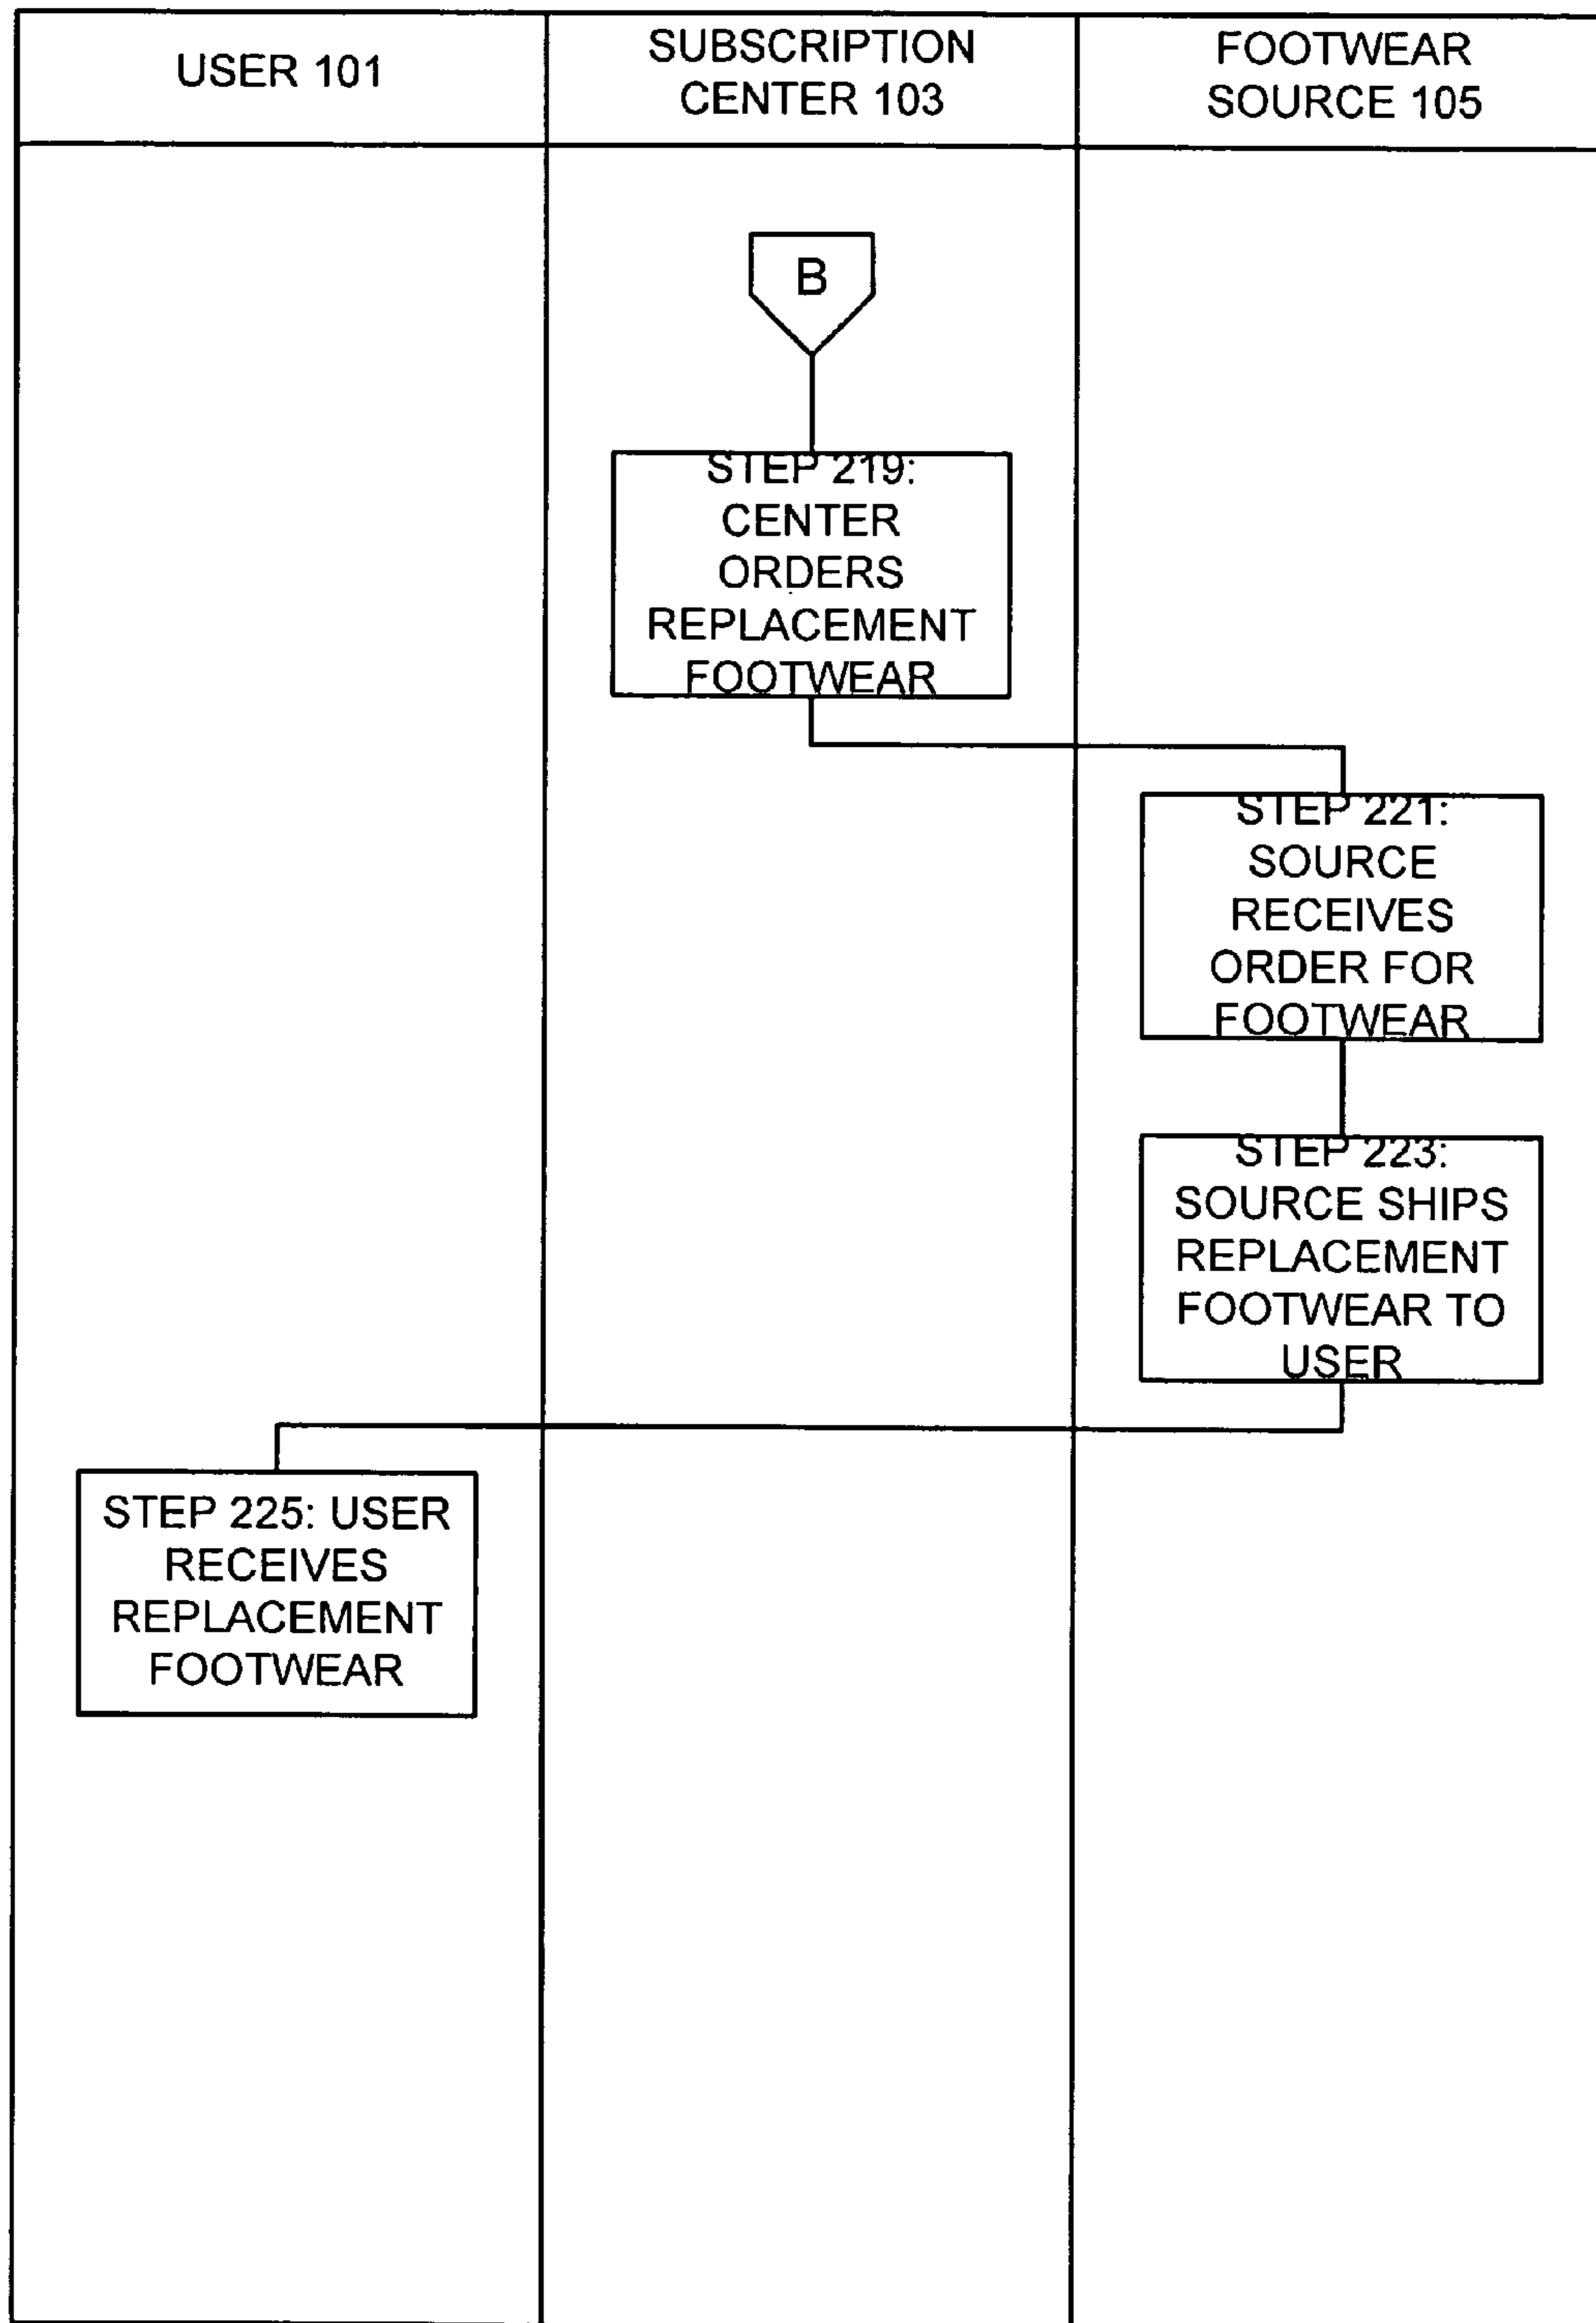 USER 101
SUBSCRIPTION
CENTER 103
FOOTWEAR
SOURCE 105
B
STEP 219:
CENTER
ORDERS
REPLACEMENT
FOOTWEAR
STEP 221:
SOURCE
RECEIVES
ORDER FOR
FOOTWEAR
STEP 223:
SOURCE SHIPS
REPLACEMENT
FOOTWEAR TO
USER
STEP 225: USER
RECEIVES
REPLACEMENT
FOOTWEAR